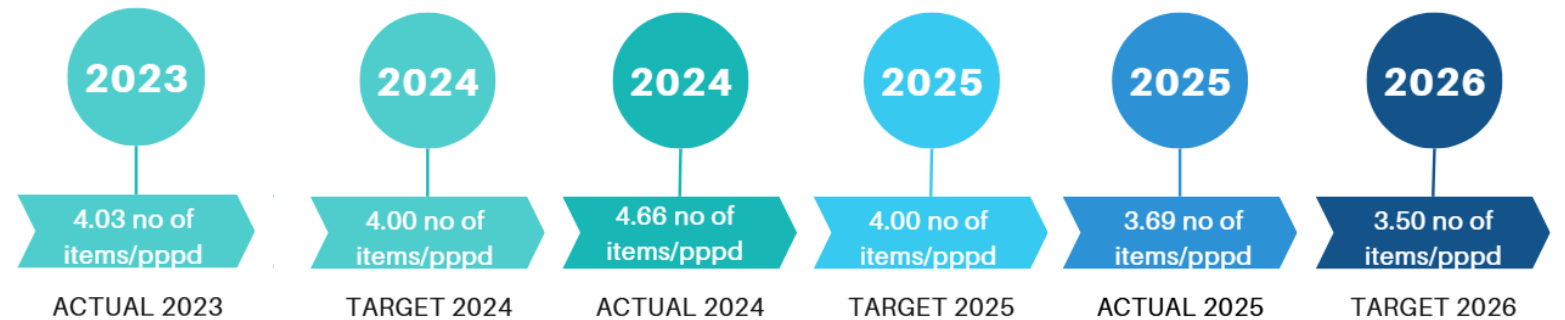 2023
2024
2024
2025
2025
2026
4.03 no of
items/pppd
4.00 no of
items/pppd
4.66 no of
items/pppd
4.00 no of
items/pppd
3.69 no of
items/pppd
3.50 no of
items/pppd
ACTUAL 2023
TARGET 2024
ACTUAL 2024
TARGET 2025
ACTUAL 2025
TARGET 2026